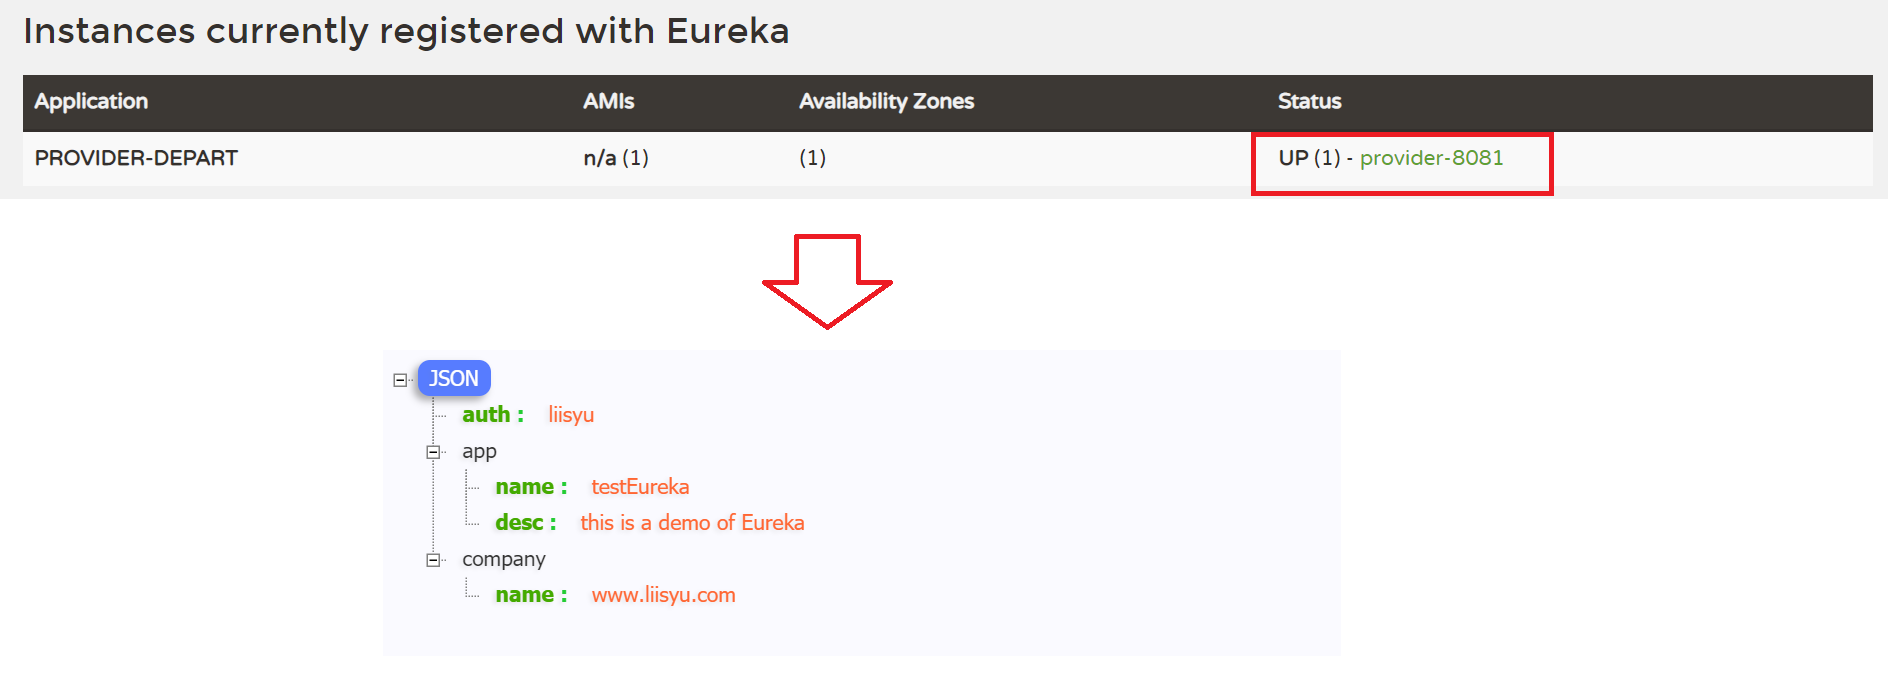 Instances currently registered with Eureka
Application AMIs Availability Zones Status
PROVIDER-DEPART n/a (1) (1) UP (1) - provider-8081
JSON
auth : liisyu
app
name : testEureka
desc : this is a demo of Eureka
company
name : www.liisyu.com